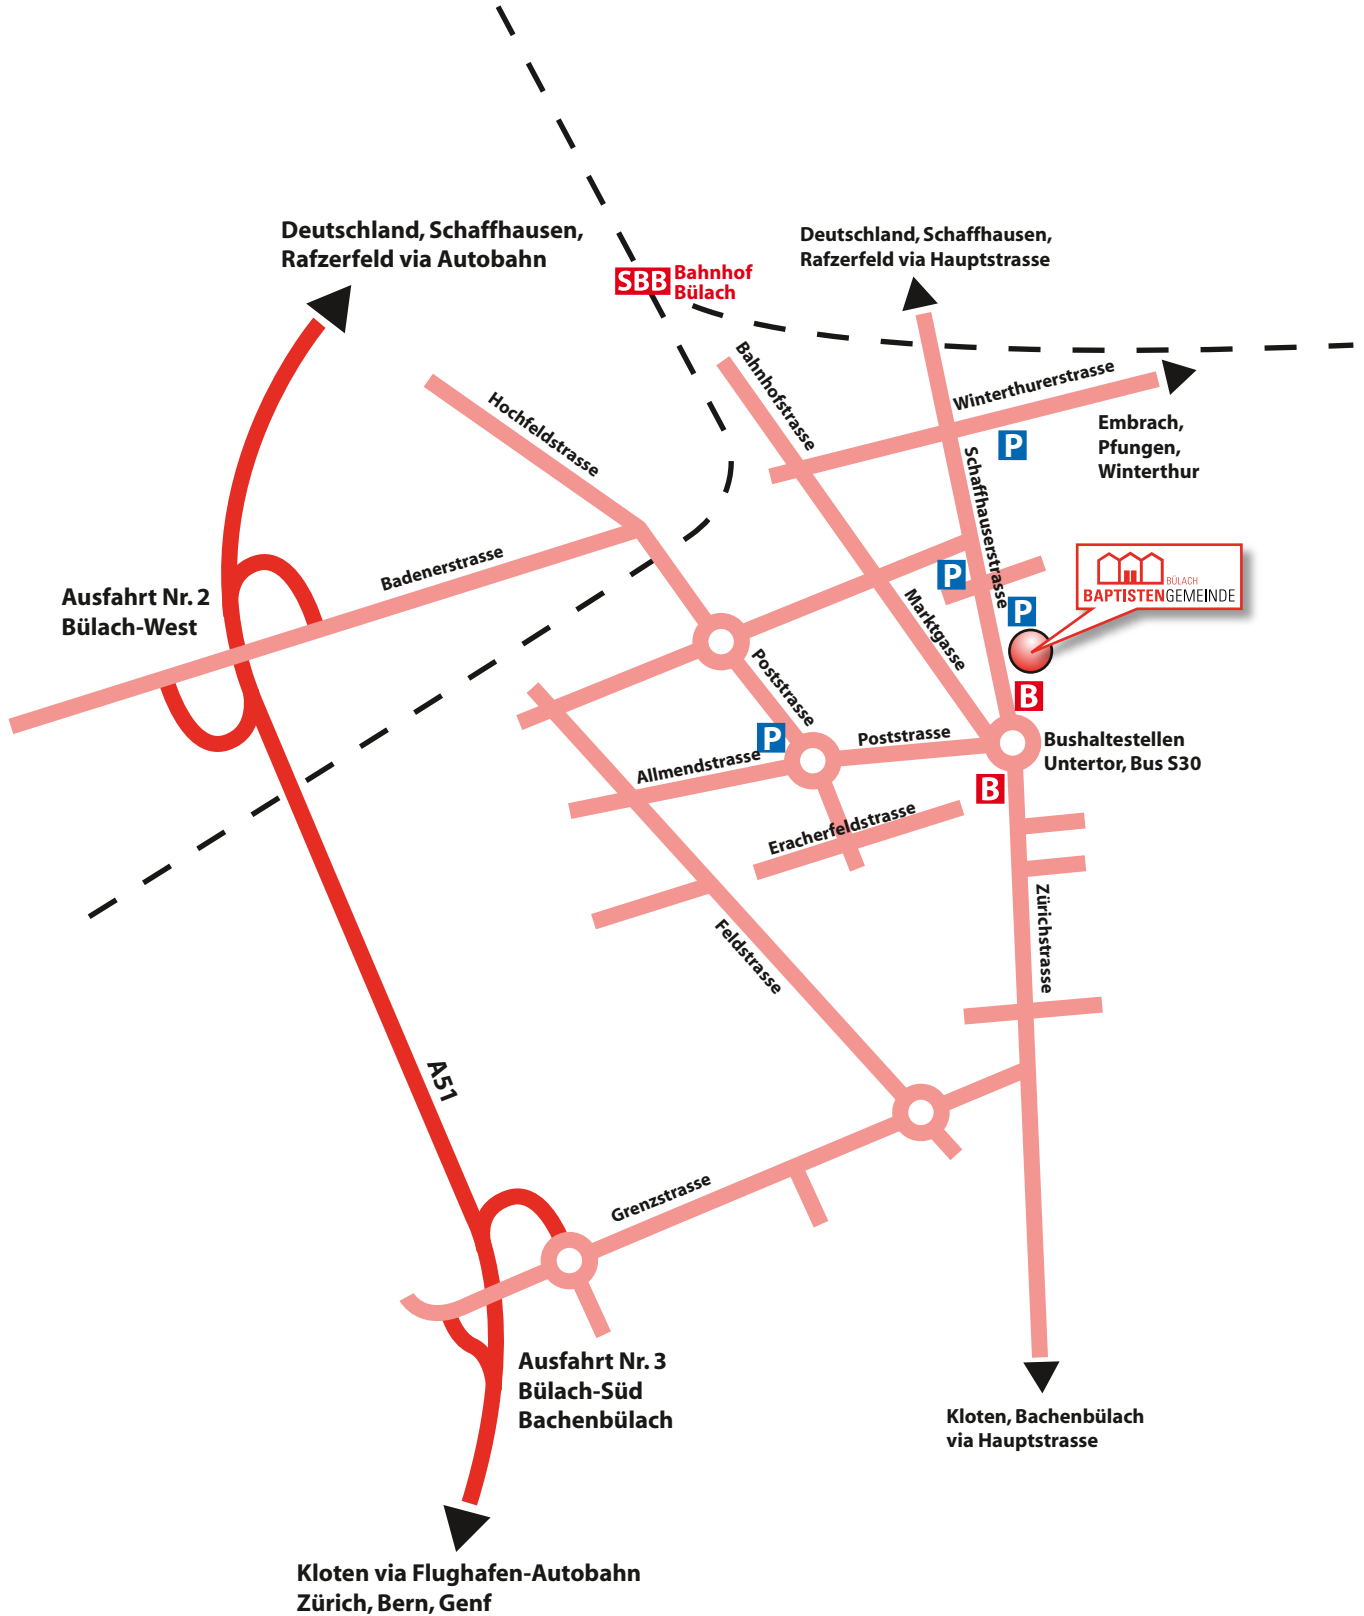 Deutschland, Schaffhausen,
Rafzerfeld via Autobahn
SBB
Bahnhof
Bülach
Deutschland, Schaffhausen,
Rafzerfeld via Hauptstrasse
Bahnhofstrasse
Winterthurerstrasse
Hochfeldstrasse
P
Embrach,
Pfungen,
Winterthur
Schaffhauserstrasse
Badenerstrasse
Ausfahrt Nr. 2
Bülach-West
P
BÜLACH
BAPTISTENGEMEINDE
P
Marktgasse
Poststrasse
B
P
Poststrasse
Bushaltestellen
Untertor, Bus S30
Allmendstrasse
B
Eracherfeldstrasse
Zürichstrasse
Feldstrasse
A51
Grenzstrasse
Ausfahrt Nr. 3
Bülach-Süd
Bachenbülach
Kloten, Bachenbülach
via Hauptstrasse
Kloten via Flughafen-Autobahn
Zürich, Bern, Genf